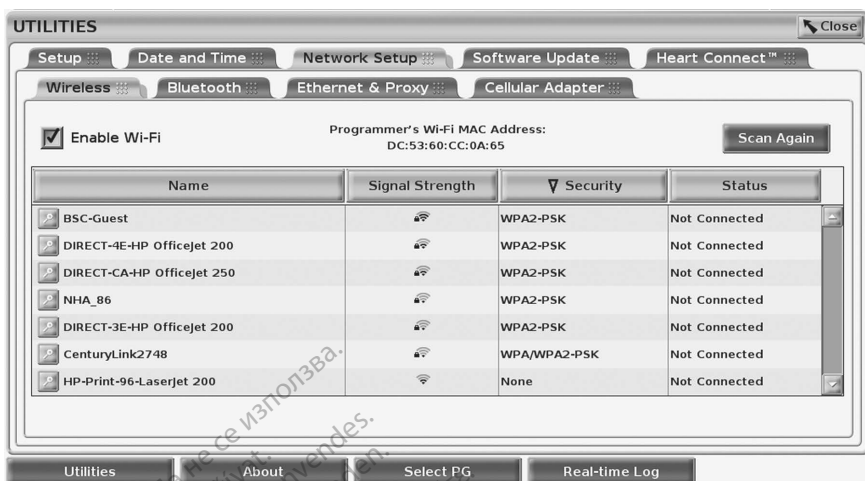 UTILITIES
Close
Setup
Date and Time
Network Setup
Software Update
Heart Connect™
Wireless
Bluetooth
Ethernet & Proxy
Cellular Adapter
Enable Wi-Fi
Programmer's Wi-Fi MAC Address:
DC:53:60:CC:0A:65
Scan Again
Name Signal Strength Security Status
BSC-Guest WPA2-PSK Not Connected
DIRECT-4E-HP OfficeJet 200 WPA2-PSK Not Connected
DIRECT-CA-HP OfficeJet 250 WPA2-PSK Not Connected
NHA_86 WPA2-PSK Not Connected
DIRECT-3E-HP OfficeJet 200 WPA2-PSK Not Connected
CenturyLink2748 WPA/WPA2-PSK Not Connected
HP-Print-96-LaserJet 200 None Not Connected
не се използва.
Utilities
About
Select PG
Real-time Log